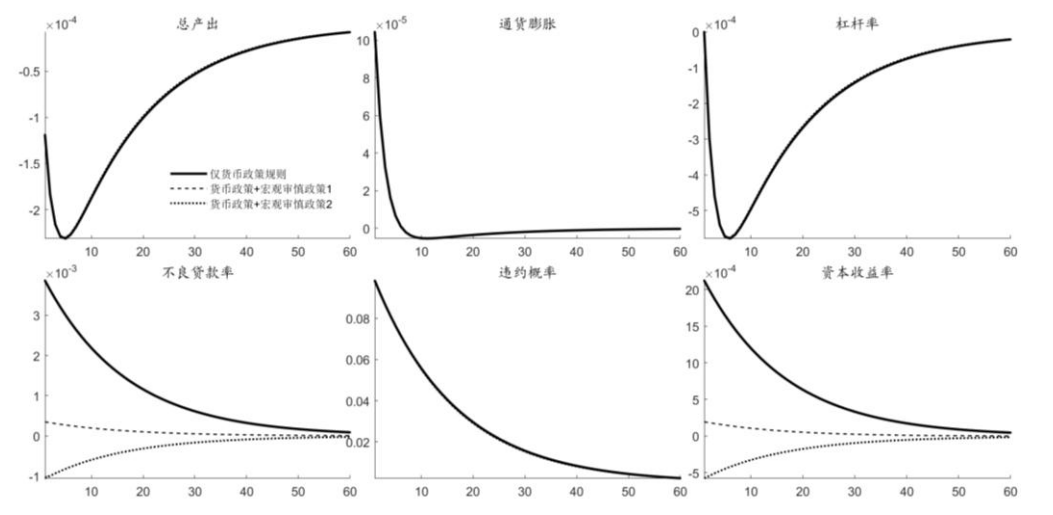 ×10⁻⁴ 总产出
-0.5
-1
-1.5
-2
10 20 30 40 50 60
仅货币政策规则
货币政策+宏观审慎政策1
货币政策+宏观审慎政策2
×10⁻⁵ 通货膨胀
10
8
6
4
2
0
10 20 30 40 50 60
×10⁻⁴ 杠杆率
0
-1
-2
-3
-4
-5
10 20 30 40 50 60
×10⁻³ 不良贷款率
3
2
1
0
-1
10 20 30 40 50 60
违约概率
0.08
0.06
0.04
0.02
10 20 30 40 50 60
×10⁻⁴ 资本收益率
20
15
10
5
0
-5
10 20 30 40 50 60